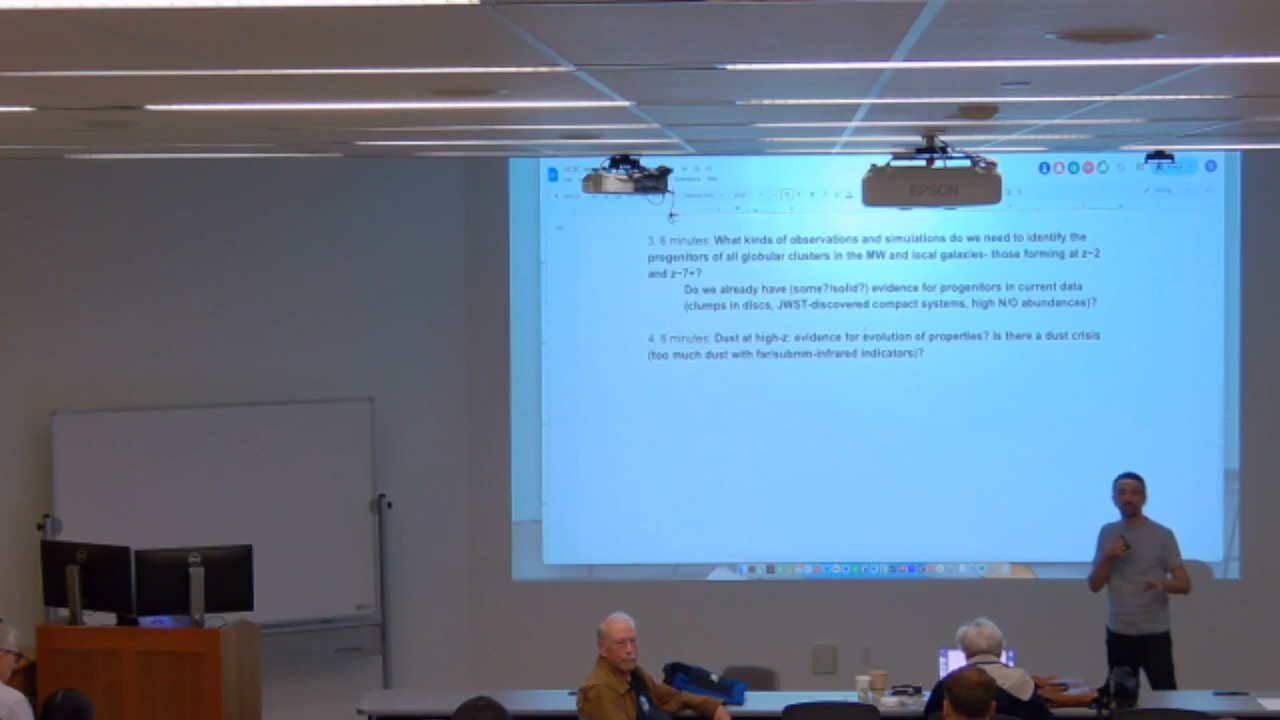 EPSON
3. 6 minutes: What kinds of observations and simulations do we need to identify the
progenitors of all globular clusters in the MW and local galaxies- those forming at z~2
and z~7+?
Do we already have (some?/solid?) evidence for progenitors in current data
(clumps in discs, JWST-discovered compact systems, high N/O abundances)?
4. 6 minutes: Dust at high-z: evidence for evolution of properties? Is there a dust crisis
(too much dust with far/submm-infrared indicators)?